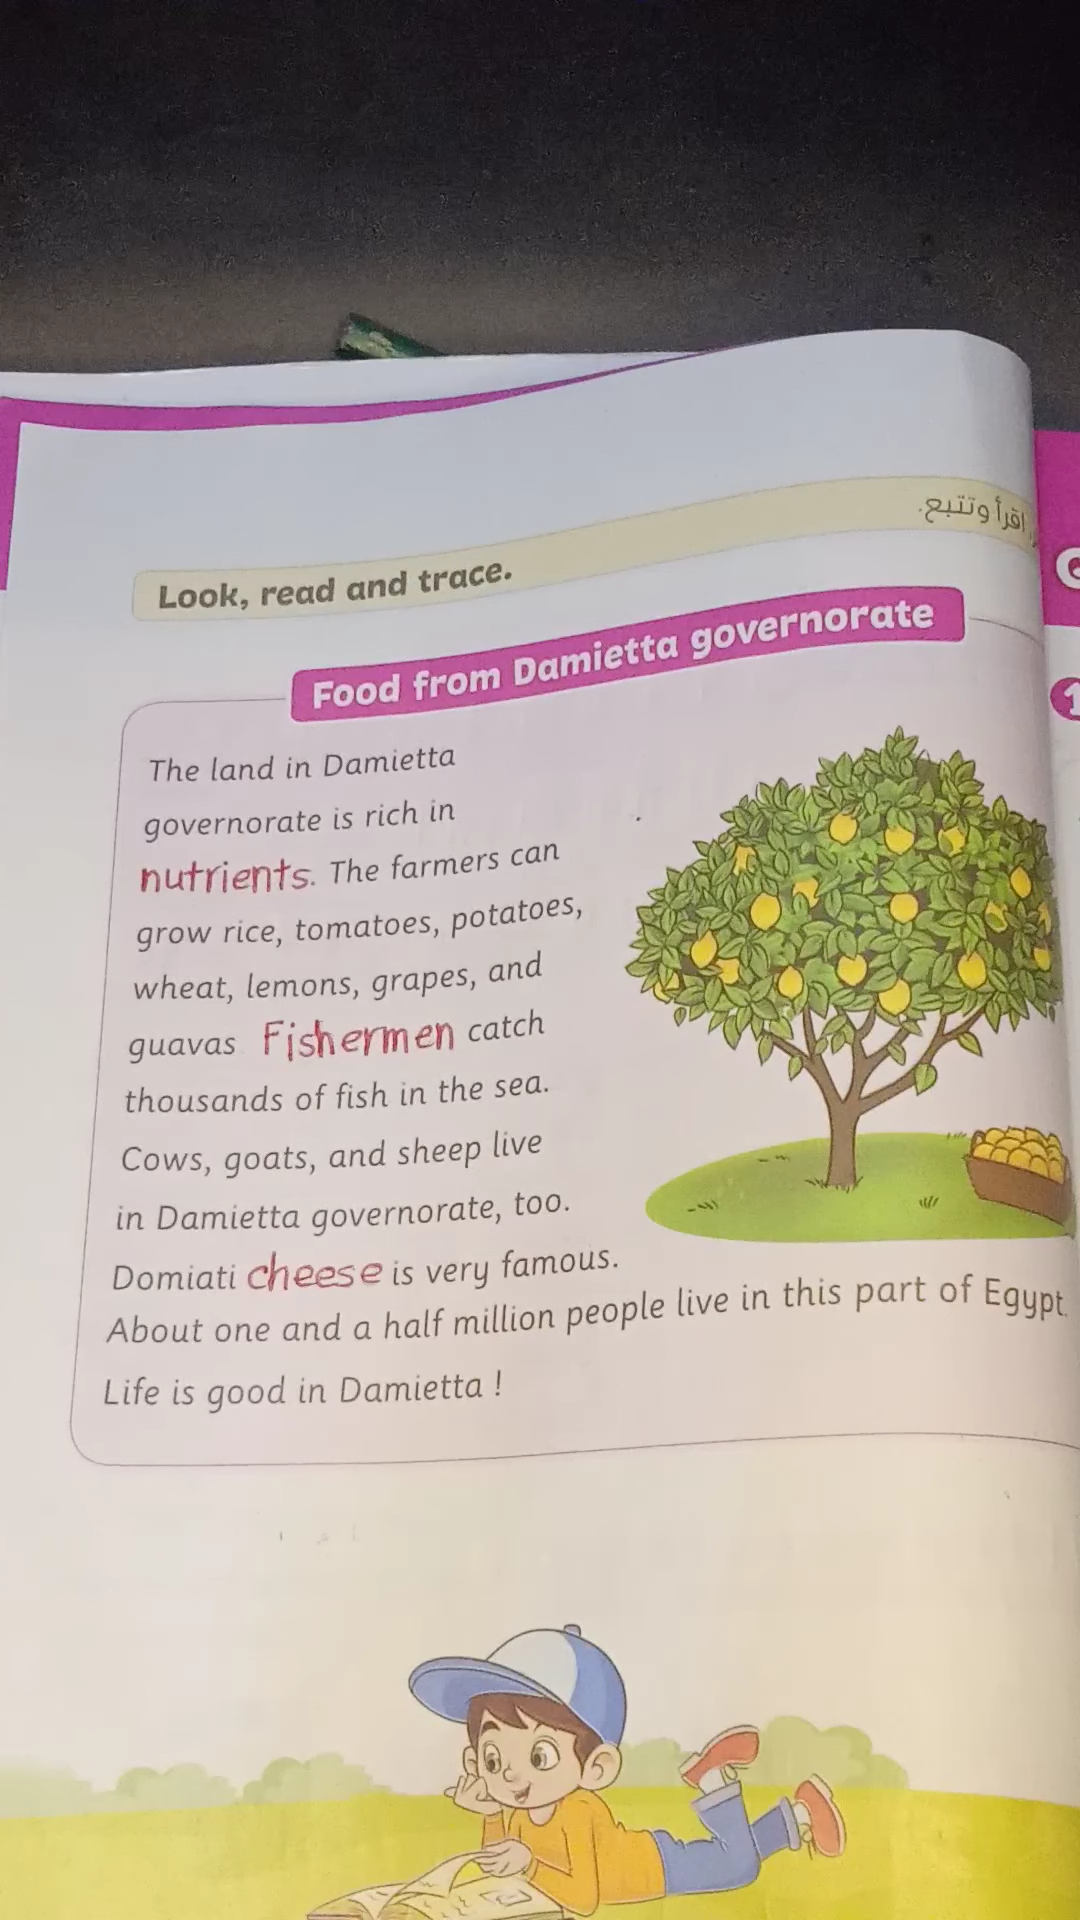 اقرأ وتتبع.
Look, read and trace.
Food from Damietta governorate
The land in Damietta
governorate is rich in
nutrients. The farmers can
grow rice, tomatoes, potatoes,
wheat, lemons, grapes, and
guavas Fishermen catch
thousands of fish in the sea.
Cows, goats, and sheep live
in Damietta governorate, too.
Domiati cheese is very famous.
About one and a half million people live in this part of Egypt.
Life is good in Damietta !
1